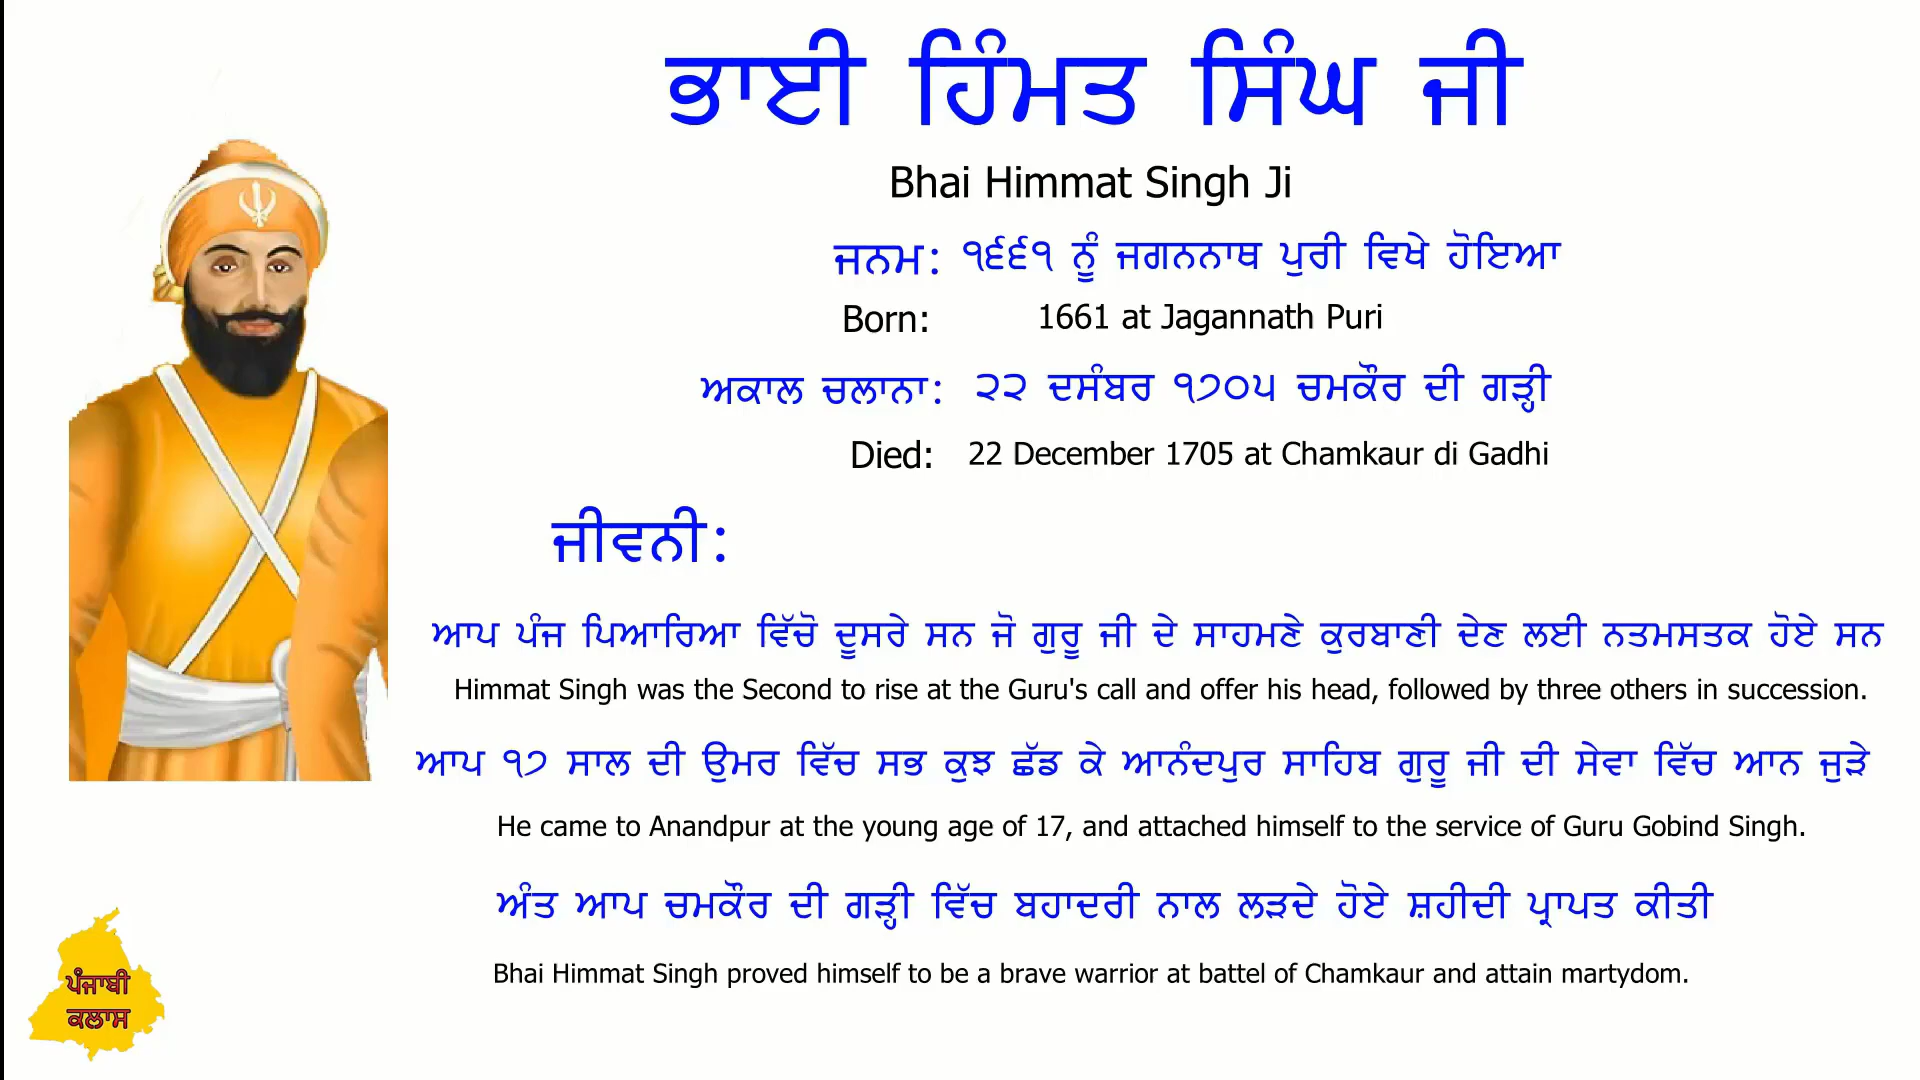 ਭਾਈ ਹਿੰਮਤ ਸਿੰਘ ਜੀ
Bhai Himmat Singh Ji
ਜਨਮ: ੧੬੬੧ ਨੂੰ ਜਗਨਨਾਥ ਪੁਰੀ ਵਿਖੇ ਹੋਇਆ
Born: 1661 at Jagannath Puri
ਅਕਾਲ ਚਲਾਨਾ: ੨੨ ਦਸੰਬਰ ੧੭੦੫ ਚਮਕੌਰ ਦੀ ਗੜ੍ਹੀ
Died: 22 December 1705 at Chamkaur di Gadhi
ਜੀਵਨੀ:
ਆਪ ਪੰਜ ਪਿਆਰਿਆ ਵਿੱਚੋ ਦੂਸਰੇ ਸਨ ਜੋ ਗੁਰੂ ਜੀ ਦੇ ਸਾਹਮਣੇ ਕੁਰਬਾਣੀ ਦੇਣ ਲਈ ਨਤਮਸਤਕ ਹੋਏ ਸਨ
Himmat Singh was the Second to rise at the Guru's call and offer his head, followed by three others in succession.
ਆਪ ੧੭ ਸਾਲ ਦੀ ਉਮਰ ਵਿੱਚ ਸਭ ਕੁਝ ਛੱਡ ਕੇ ਆਨੰਦਪੁਰ ਸਾਹਿਬ ਗੁਰੂ ਜੀ ਦੀ ਸੇਵਾ ਵਿੱਚ ਆਨ ਜੁੜੇ
He came to Anandpur at the young age of 17, and attached himself to the service of Guru Gobind Singh.
ਅੰਤ ਆਪ ਚਮਕੌਰ ਦੀ ਗੜ੍ਹੀ ਵਿੱਚ ਬਹਾਦਰੀ ਨਾਲ ਲੜਦੇ ਹੋਏ ਸ਼ਹੀਦੀ ਪ੍ਰਾਪਤ ਕੀਤੀ
Bhai Himmat Singh proved himself to be a brave warrior at battel of Chamkaur and attain martydom.
ਪੰਜਾਬੀ
ਕਲਾਸ